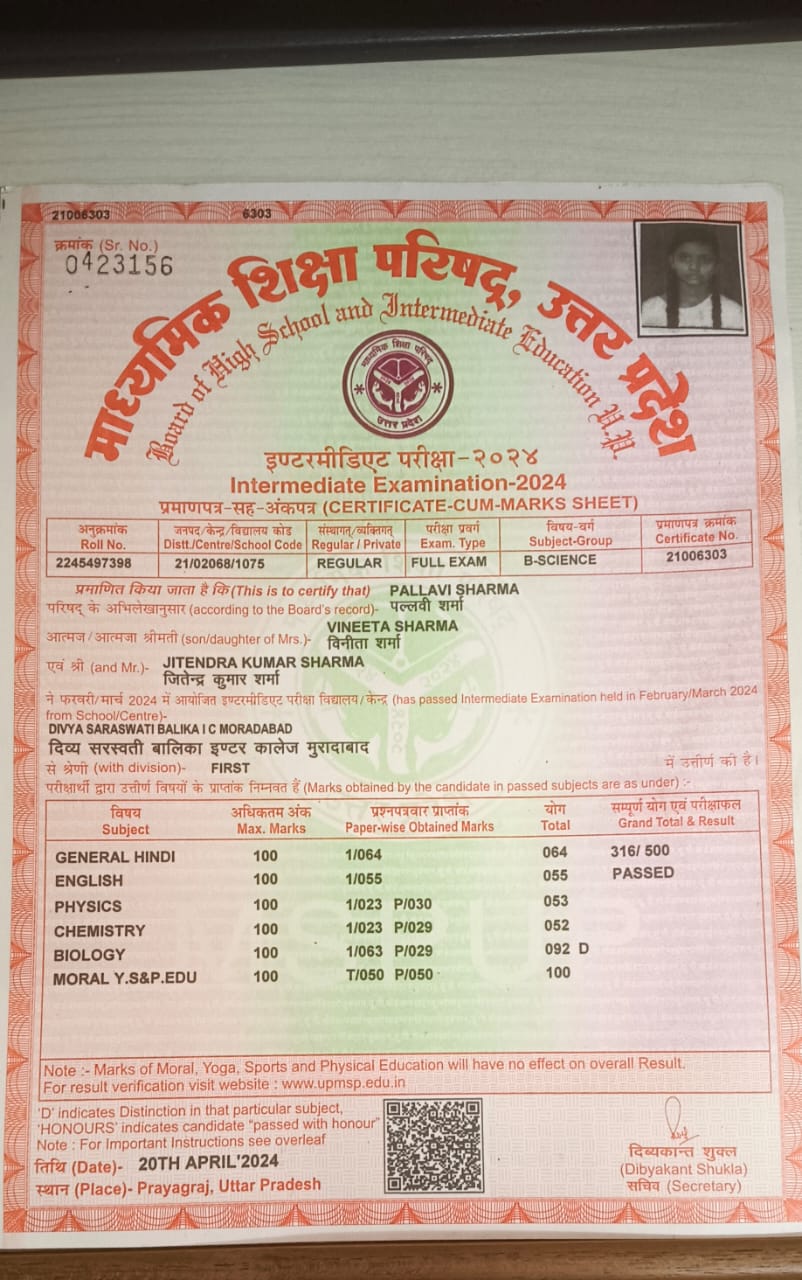 21006303 6303
क्रमांक (Sr. No.)
0423156
माध्यमिक शिक्षा परिषद्, उत्तर प्रदेश
Board of High School and Intermediate Education U.P.
माध्यमिक शिक्षा परिषद्
उत्तर प्रदेश
इण्टरमीडिएट परीक्षा-२०२४
Intermediate Examination-2024
प्रमाणपत्र-सह-अंकपत्र (CERTIFICATE-CUM-MARKS SHEET)
अनुक्रमांक जनपद/केन्द्र/विद्यालय कोड संस्थागत/व्यक्तिगत परीक्षा प्रवर्ग विषय-वर्ग प्रमाणपत्र क्रमांक
Roll No. Distt./Centre/School Code Regular / Private Exam. Type Subject-Group Certificate No.
2245497398 21/02068/1075 REGULAR FULL EXAM B-SCIENCE 21006303
प्रमाणित किया जाता है कि (This is to certify that) PALLAVI SHARMA
परिषद् के अभिलेखानुसार (according to the Board's record)- पल्लवी शर्मा
VINEETA SHARMA
आत्मज/आत्मजा श्रीमती (son/daughter of Mrs.)- विनीता शर्मा
एवं श्री (and Mr.)- JITENDRA KUMAR SHARMA
जितेन्द्र कुमार शर्मा
ने फरवरी/मार्च 2024 में आयोजित इण्टरमीडिएट परीक्षा विद्यालय/केन्द्र (has passed Intermediate Examination held in February/March 2024
from School/Centre)-
DIVYA SARASWATI BALIKA I C MORADABAD
दिव्य सरस्वती बालिका इण्टर कालेज मुरादाबाद
से श्रेणी (with division)- FIRST में उत्तीर्ण की है।
परीक्षार्थी द्वारा उत्तीर्ण विषयों के प्राप्तांक निम्नवत हैं (Marks obtained by the candidate in passed subjects are as under) :-
विषय अधिकतम अंक प्रश्नपत्रवार प्राप्तांक योग सम्पूर्ण योग एवं परीक्षाफल
Subject Max. Marks Paper-wise Obtained Marks Total Grand Total & Result
GENERAL HINDI 100 1/064 064 316/ 500
ENGLISH 100 1/055 055 PASSED
PHYSICS 100 1/023 P/030 053
CHEMISTRY 100 1/023 P/029 052
BIOLOGY 100 1/063 P/029 092 D
MORAL Y.S&P.EDU 100 T/050 P/050 100
Note :- Marks of Moral, Yoga, Sports and Physical Education will have no effect on overall Result.
For result verification visit website : www.upmsp.edu.in
'D' indicates Distinction in that particular subject,
'HONOURS' indicates candidate "passed with honour"
Note : For Important Instructions see overleaf
तिथि (Date)- 20TH APRIL'2024
स्थान (Place)- Prayagraj, Uttar Pradesh
दिब्यकान्त शुक्ल
(Dibyakant Shukla)
सचिव (Secretary)